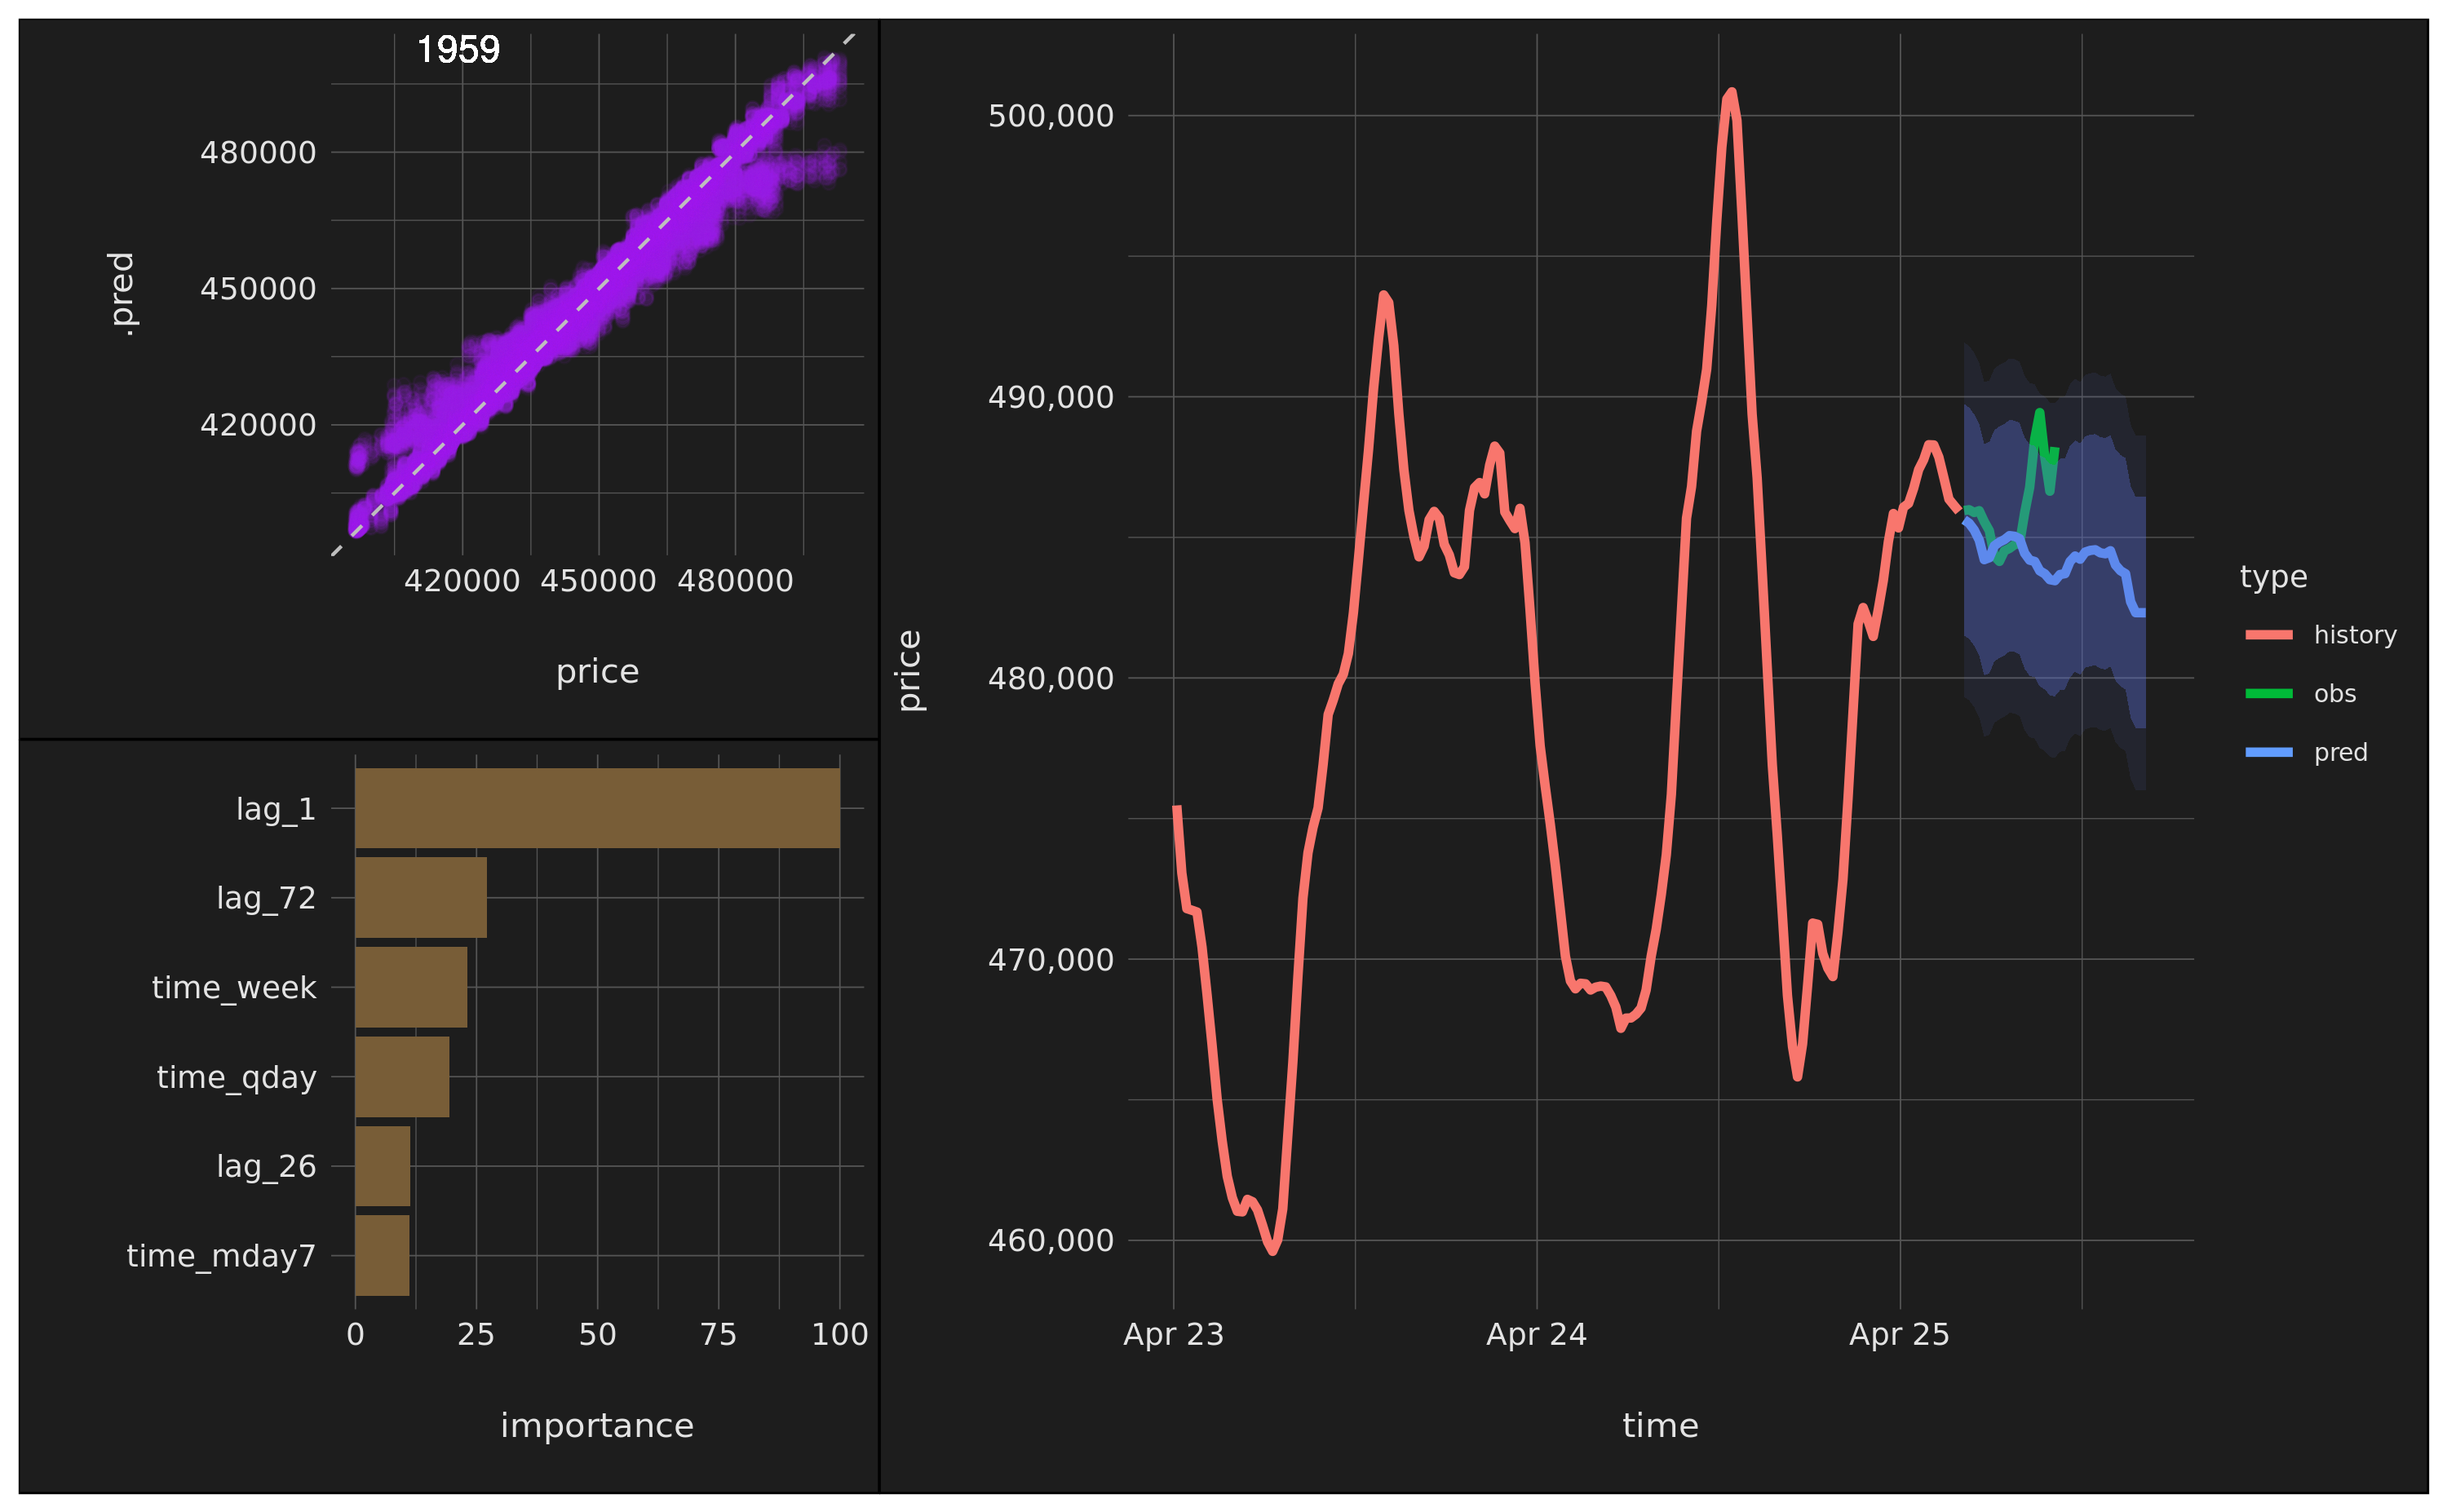 1959
480000
450000
420000
.pred
420000 450000 480000
price
lag_1
lag_72
time_week
time_qday
lag_26
time_mday7
0 25 50 75 100
importance
500,000
490,000
480,000
470,000
460,000
price
Apr 23 Apr 24 Apr 25
time
type
history
obs
pred